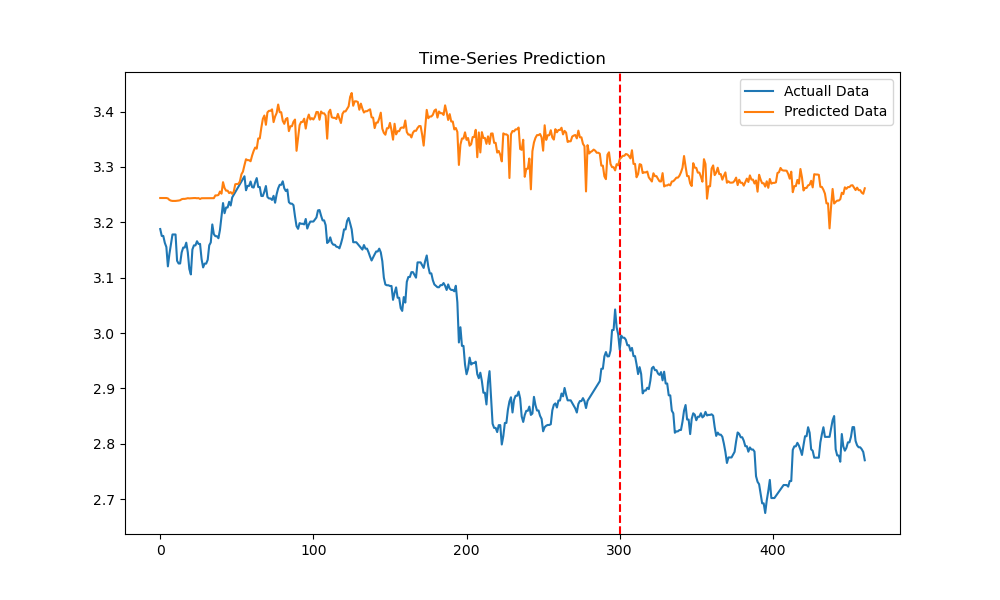 Time-Series Prediction
Actuall Data
Predicted Data
3.4
3.3
3.2
3.1
3.0
2.9
2.8
2.7
0 100 200 300 400